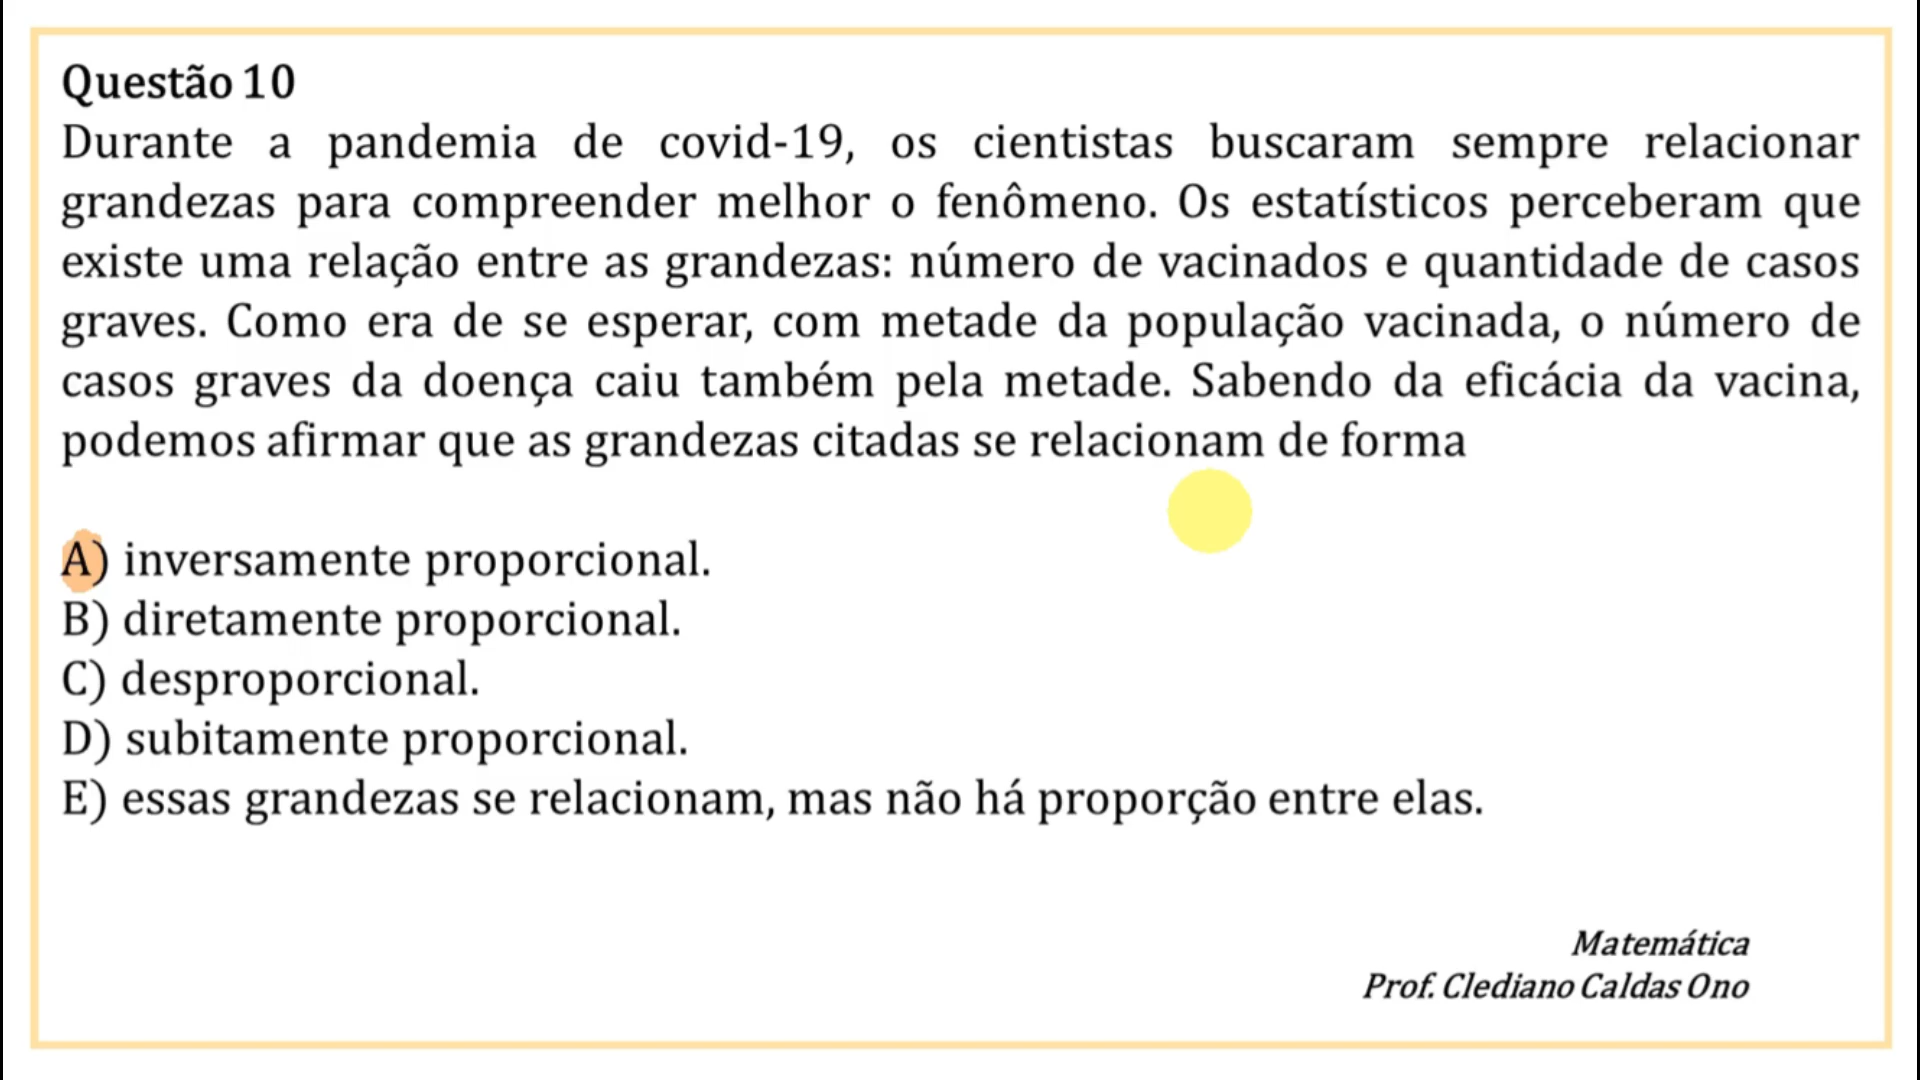 Questão 10
Durante a pandemia de covid-19, os cientistas buscaram sempre relacionar
grandezas para compreender melhor o fenômeno. Os estatísticos perceberam que
existe uma relação entre as grandezas: número de vacinados e quantidade de casos
graves. Como era de se esperar, com metade da população vacinada, o número de
casos graves da doença caiu também pela metade. Sabendo da eficácia da vacina,
podemos afirmar que as grandezas citadas se relacionam de forma
A) inversamente proporcional.
B) diretamente proporcional.
C) desproporcional.
D) subitamente proporcional.
E) essas grandezas se relacionam, mas não há proporção entre elas.
Matemática
Prof. Clediano Caldas Ono